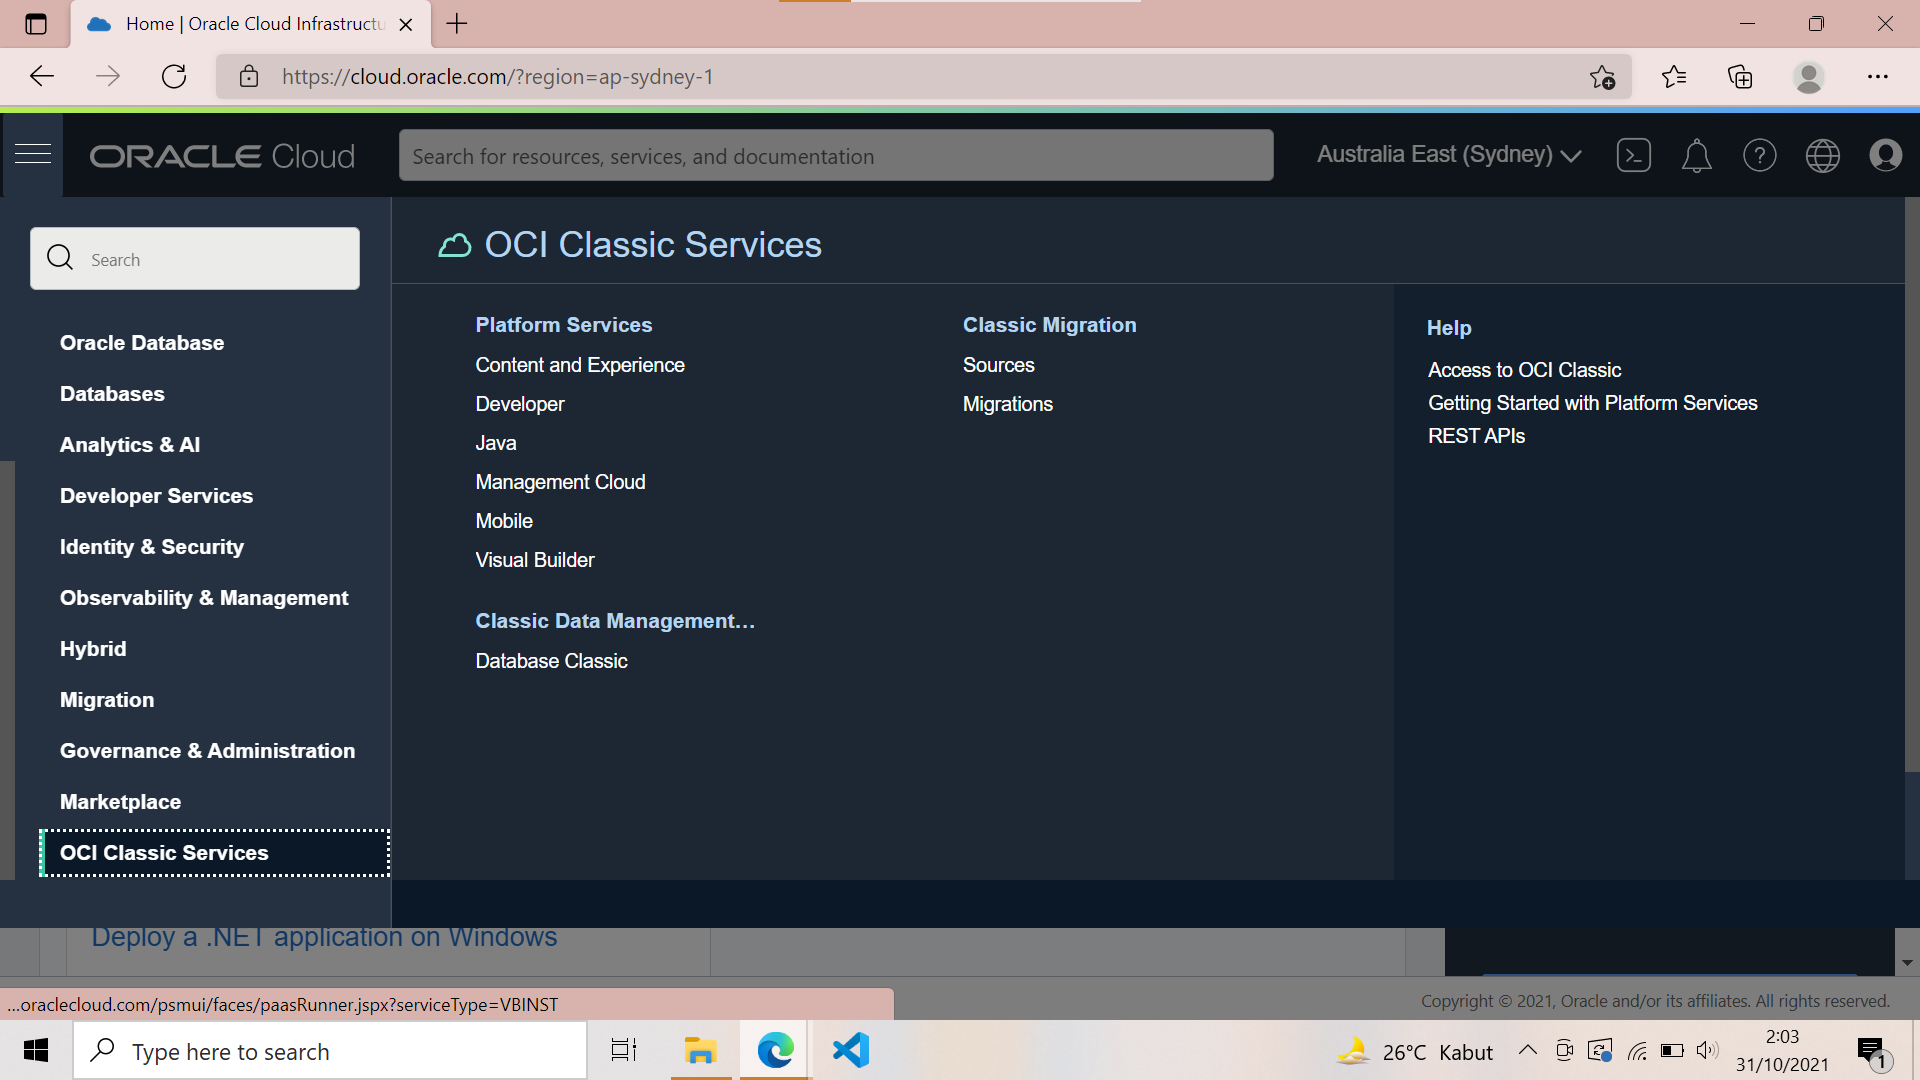 Home | Oracle Cloud Infrastructu
https://cloud.oracle.com/?region=ap-sydney-1
ORACLE Cloud
Search for resources, services, and documentation
Australia East (Sydney)
Search
Oracle Database
Databases
Analytics & AI
Developer Services
Identity & Security
Observability & Management
Hybrid
Migration
Governance & Administration
Marketplace
OCI Classic Services
OCI Classic Services
Platform Services
Content and Experience
Developer
Java
Management Cloud
Mobile
Visual Builder
Classic Data Management...
Database Classic
Classic Migration
Sources
Migrations
Help
Access to OCI Classic
Getting Started with Platform Services
REST APIs
Deploy a .NET application on Windows
...oraclecloud.com/psmui/faces/paasRunner.jspx?serviceType=VBINST
Copyright © 2021, Oracle and/or its affiliates. All rights reserved.
Type here to search
26°C Kabut
2:03
31/10/2021
1